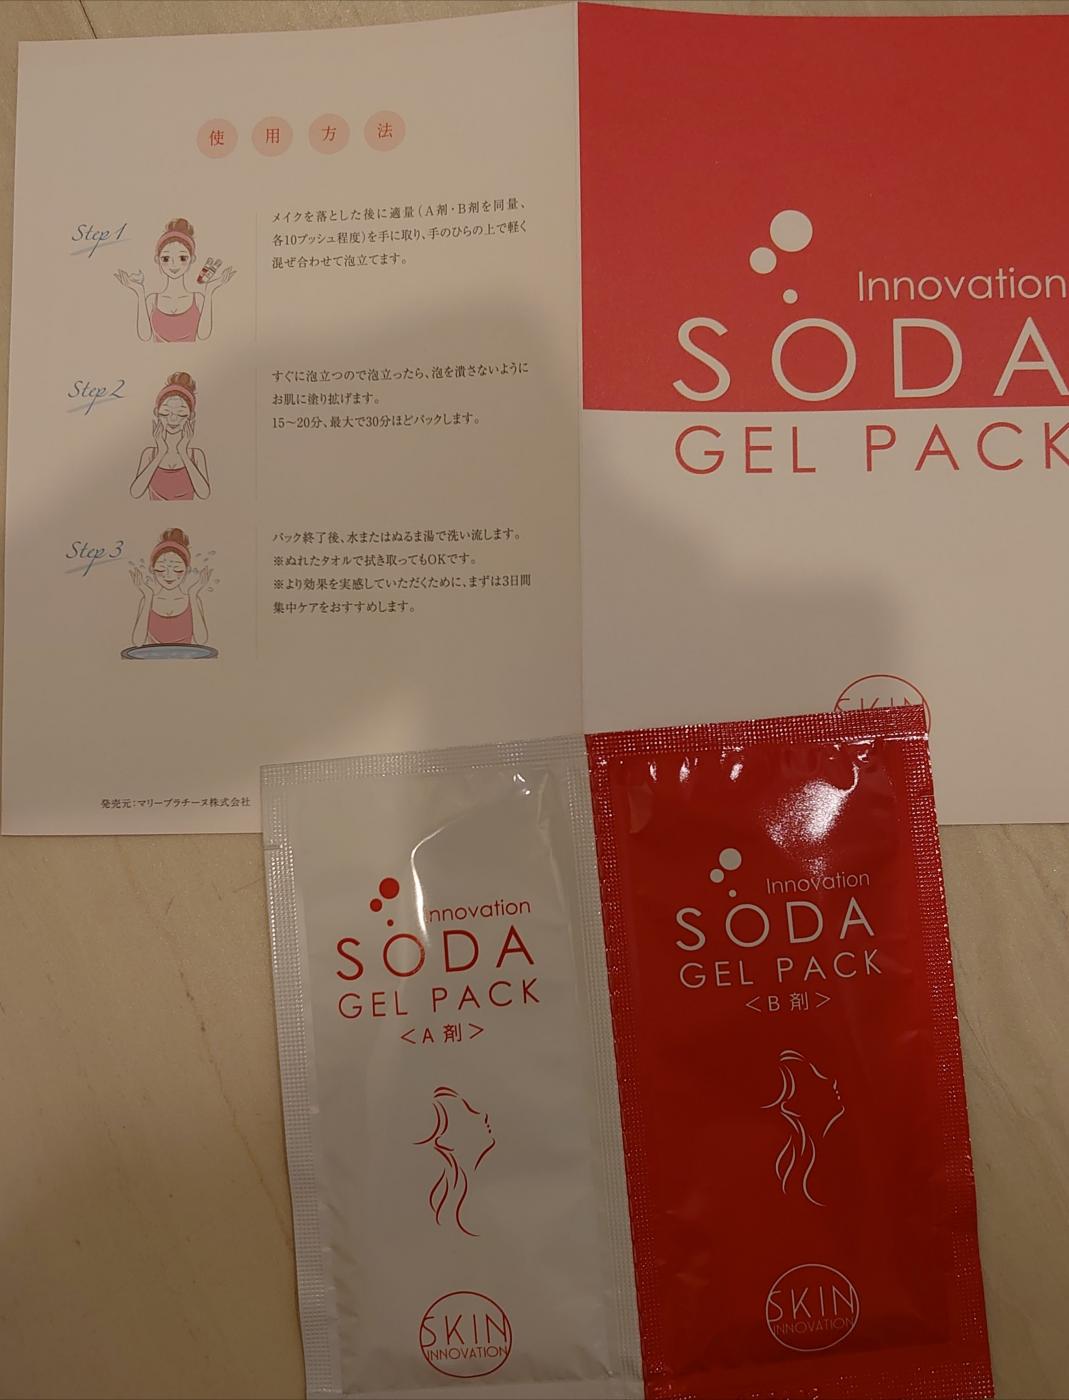 使用方法
Step 1
メイクを落とした後に適量(A剤・B剤を同量、
各10プッシュ程度)を手に取り、手のひらの上で軽く
混ぜ合わせて泡立てます。
Step 2
すぐに泡立つので泡立ったら、泡を潰さないように
お肌に塗り拡げます。
15〜20分、最大で30分ほどパックします。
Step 3
パック終了後、水またはぬるま湯で洗い流します。
※ぬれたタオルで拭き取ってもOKです。
※より効果を実感していただくために、まずは3日間
集中ケアをおすすめします。
発売元:マリープラチーヌ株式会社
Innovation
SODA
GEL PACK
SKIN
Innovation
SODA
GEL PACK
<A 剤>
SKIN
INNOVATION
Innovation
SODA
GEL PACK
<B 剤>
SKIN
INNOVATION